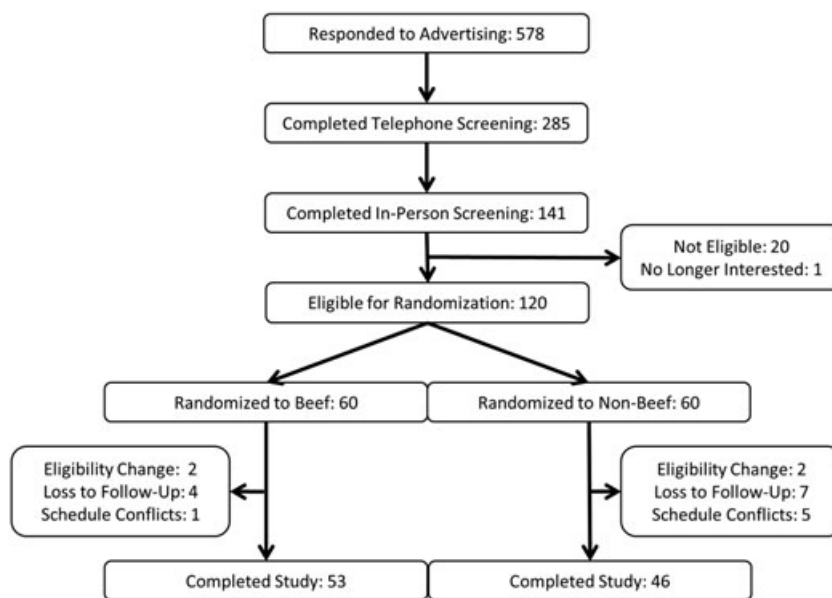 Responded to Advertising: 578
Completed Telephone Screening: 285
Completed In-Person Screening: 141
Not Eligible: 20
No Longer Interested: 1
Eligible for Randomization: 120
Randomized to Beef: 60
Randomized to Non-Beef: 60
Eligibility Change: 2
Loss to Follow-Up: 4
Schedule Conflicts: 1
Eligibility Change: 2
Loss to Follow-Up: 7
Schedule Conflicts: 5
Completed Study: 53
Completed Study: 46